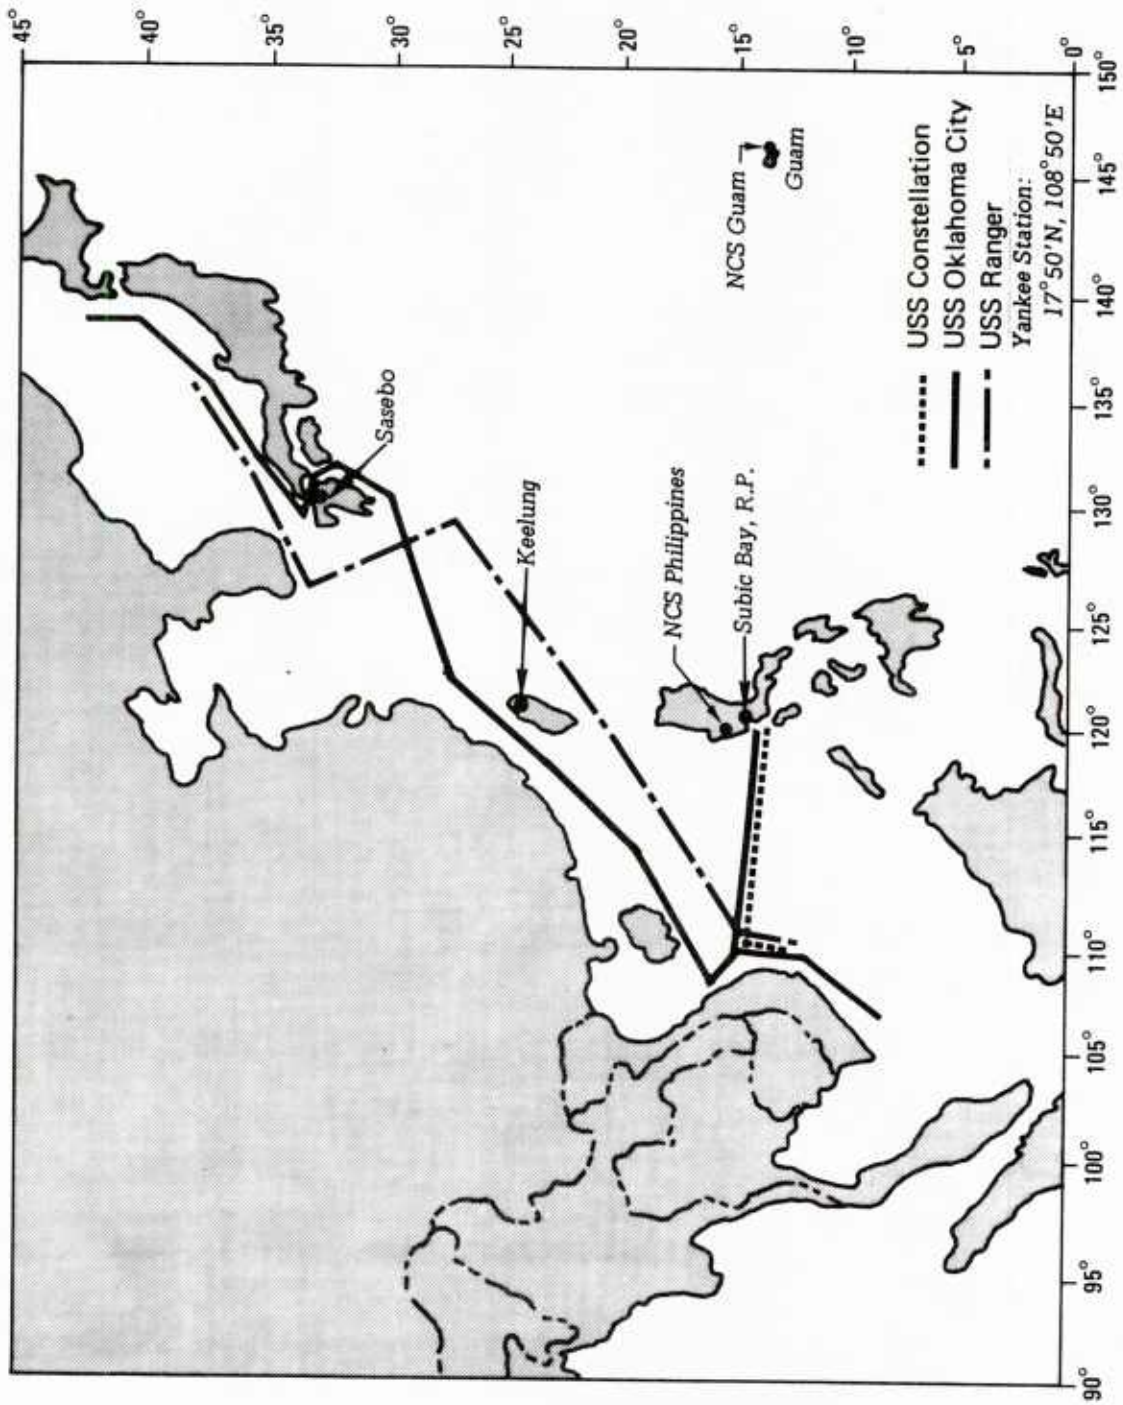 45°
40°
35°
30°
25°
20°
15°
10°
5°
0°
90°
95°
100°
105°
110°
115°
120°
125°
130°
135°
140°
145°
150°
Sasebo
Keelung
NCS Philippines
Subic Bay, R.P.
NCS Guam
Guam
USS Constellation
USS Oklahoma City
USS Ranger
Yankee Station:
17°50'N, 108°50'E